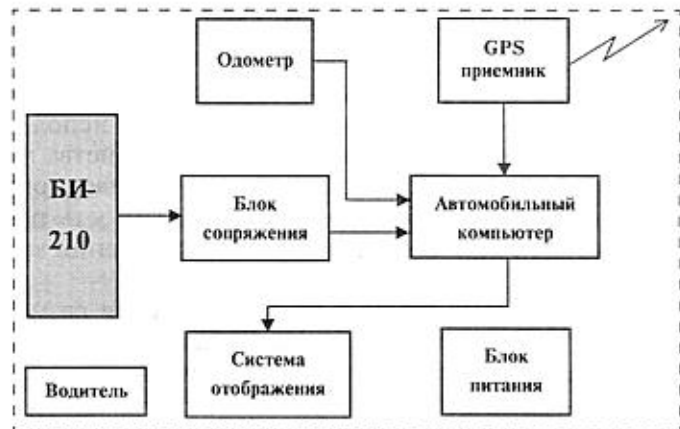 Одометр
GPS
приемник
БИ-
210
Блок
сопряжения
Автомобильный
компьютер
Система
отображения
Блок
питания
Водитель